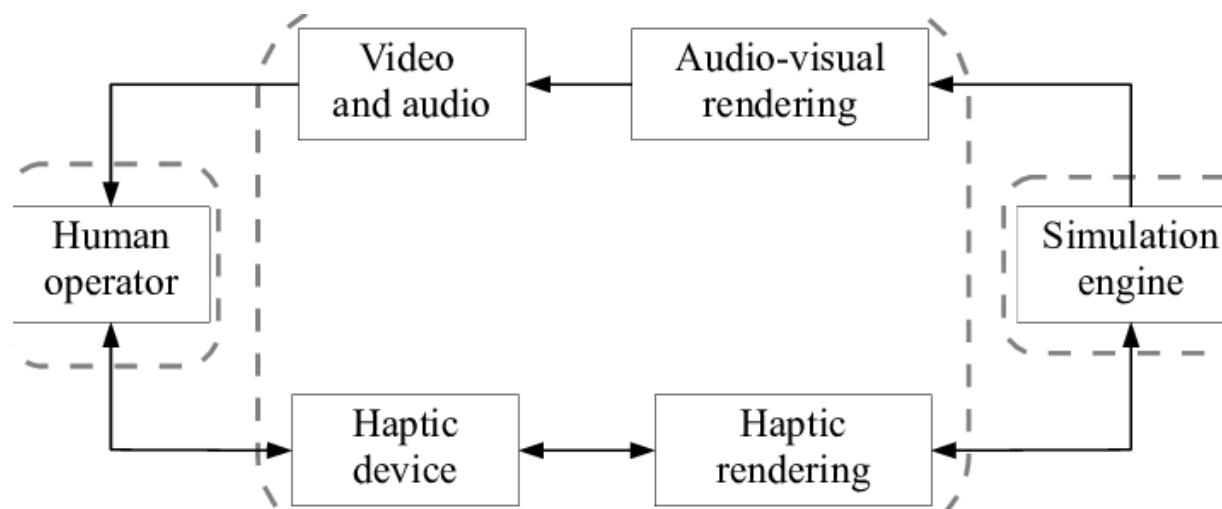 Video
and audio
Audio-visual
rendering
Human
operator
Simulation
engine
Haptic
device
Haptic
rendering